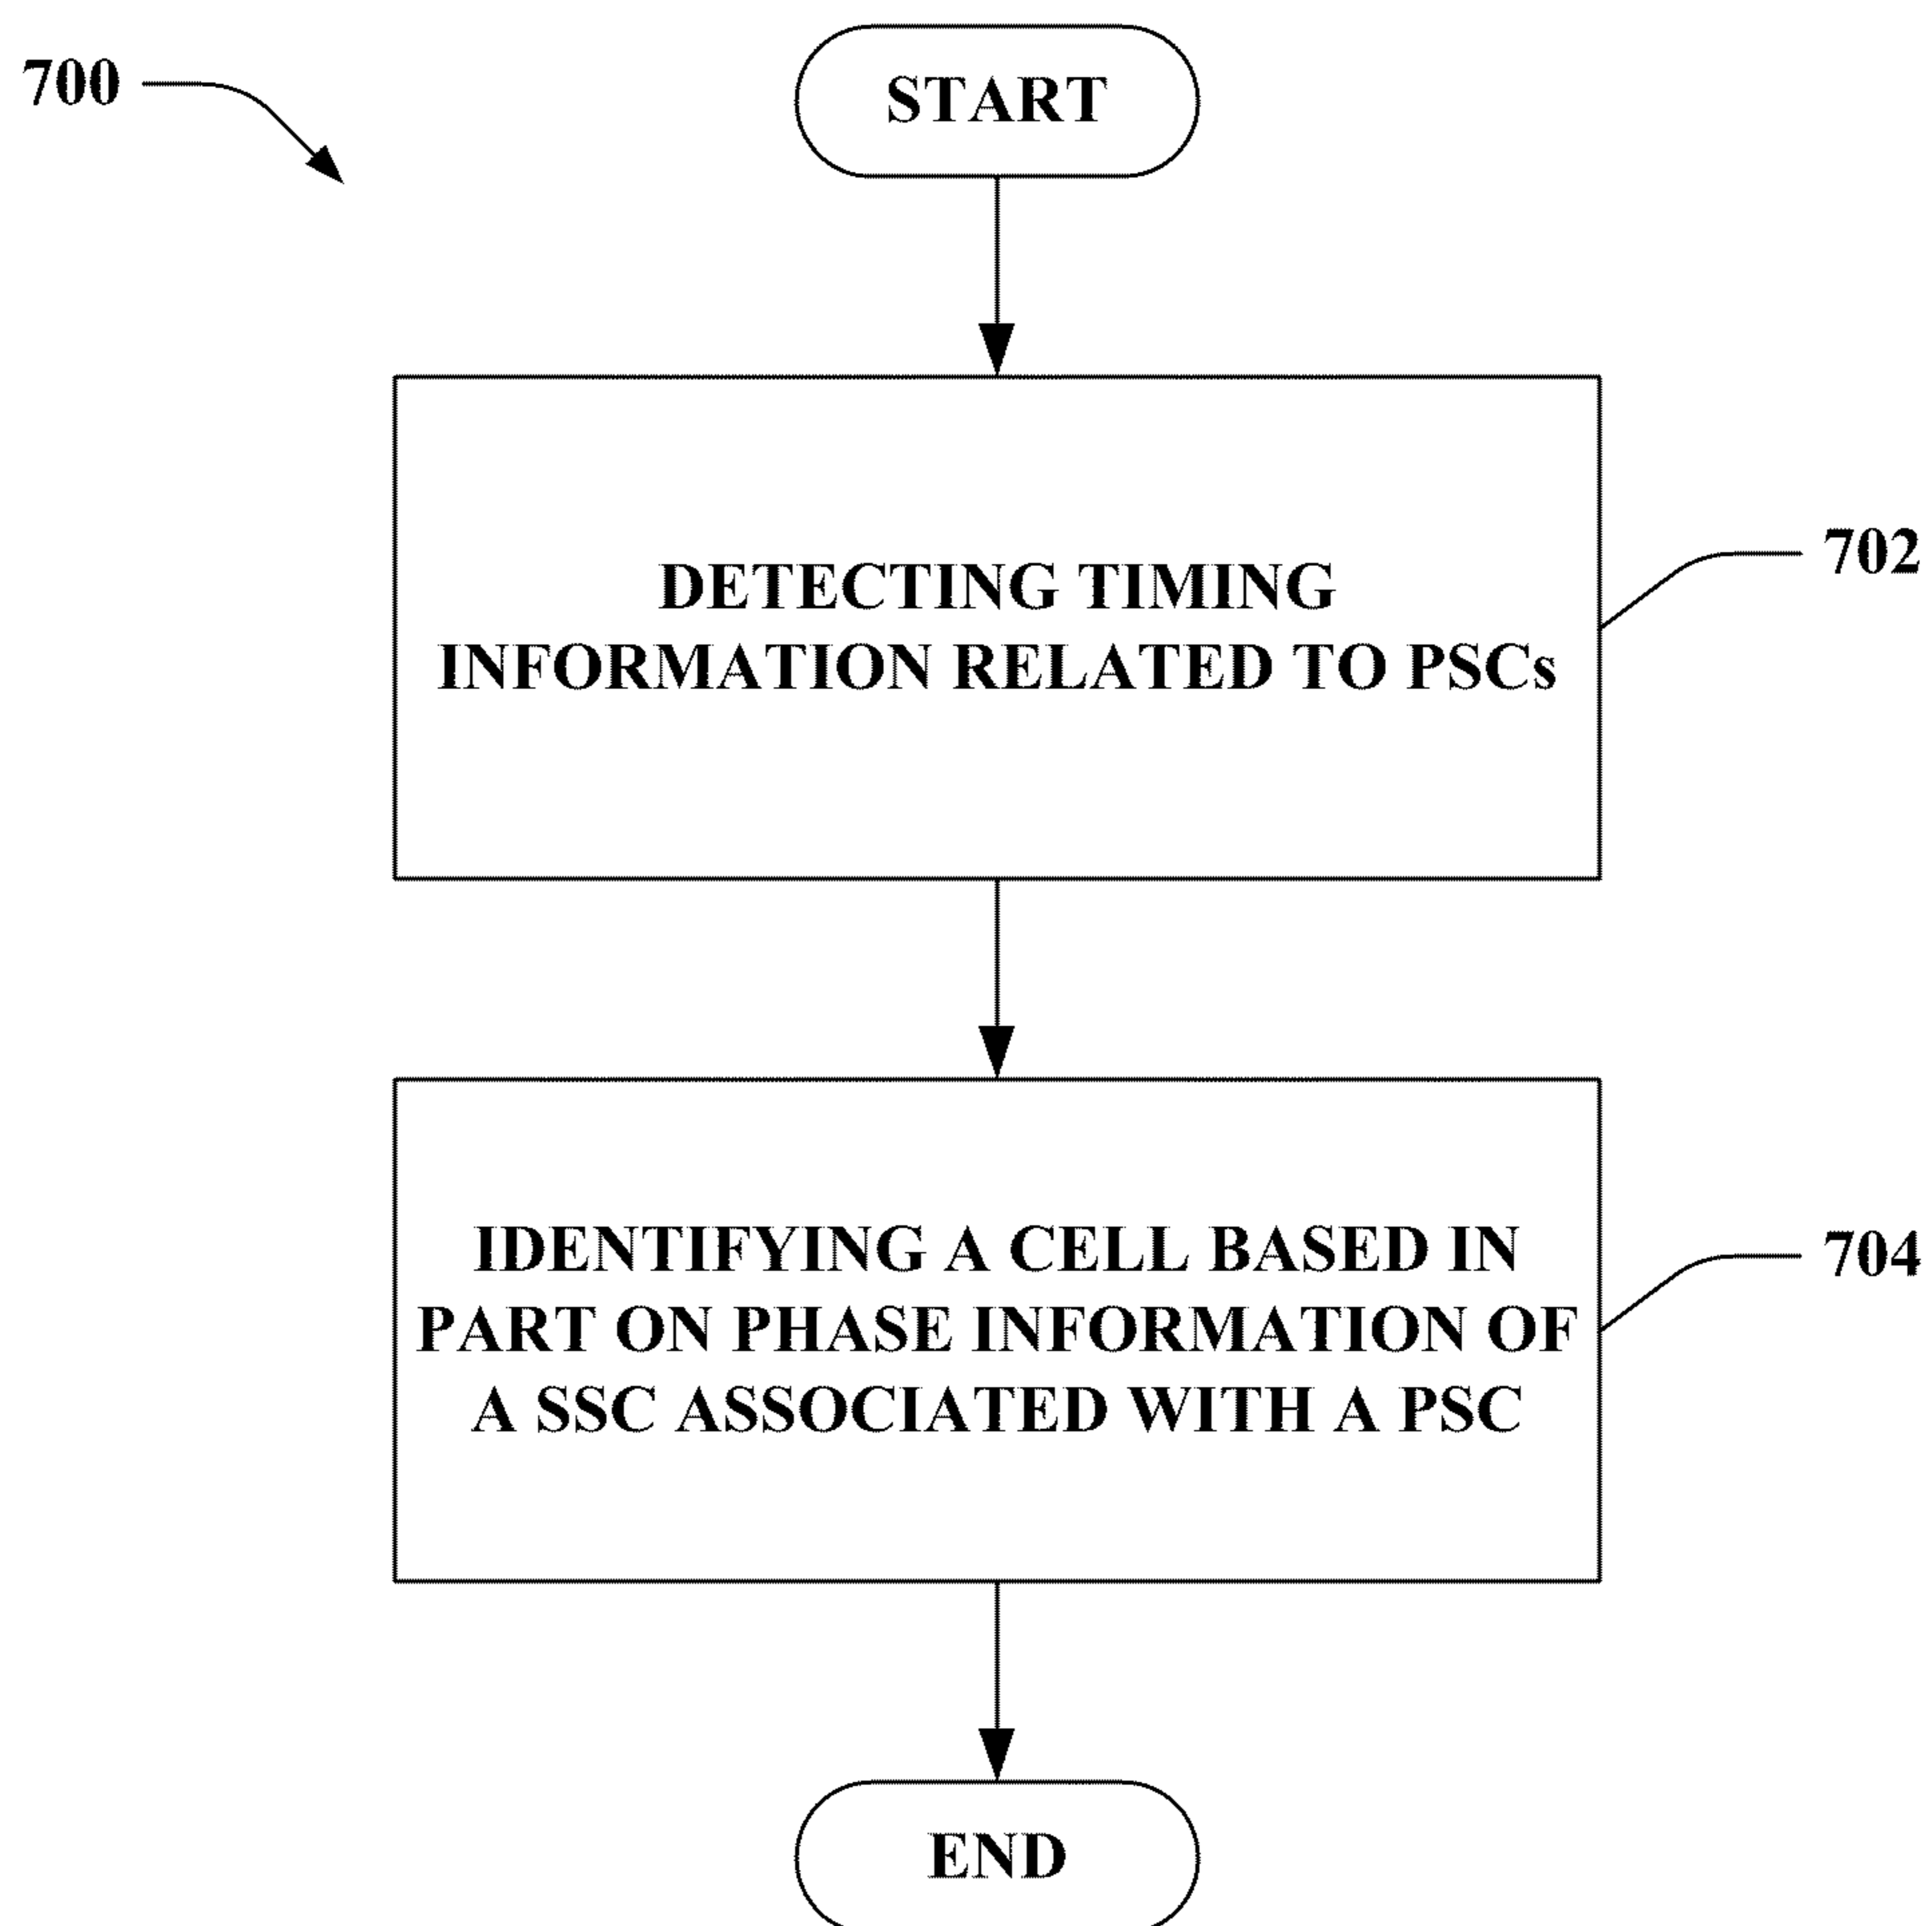 700
START
DETECTING TIMING
INFORMATION RELATED TO PSCs
702
IDENTIFYING A CELL BASED IN
PART ON PHASE INFORMATION OF
A SSC ASSOCIATED WITH A PSC
704
END